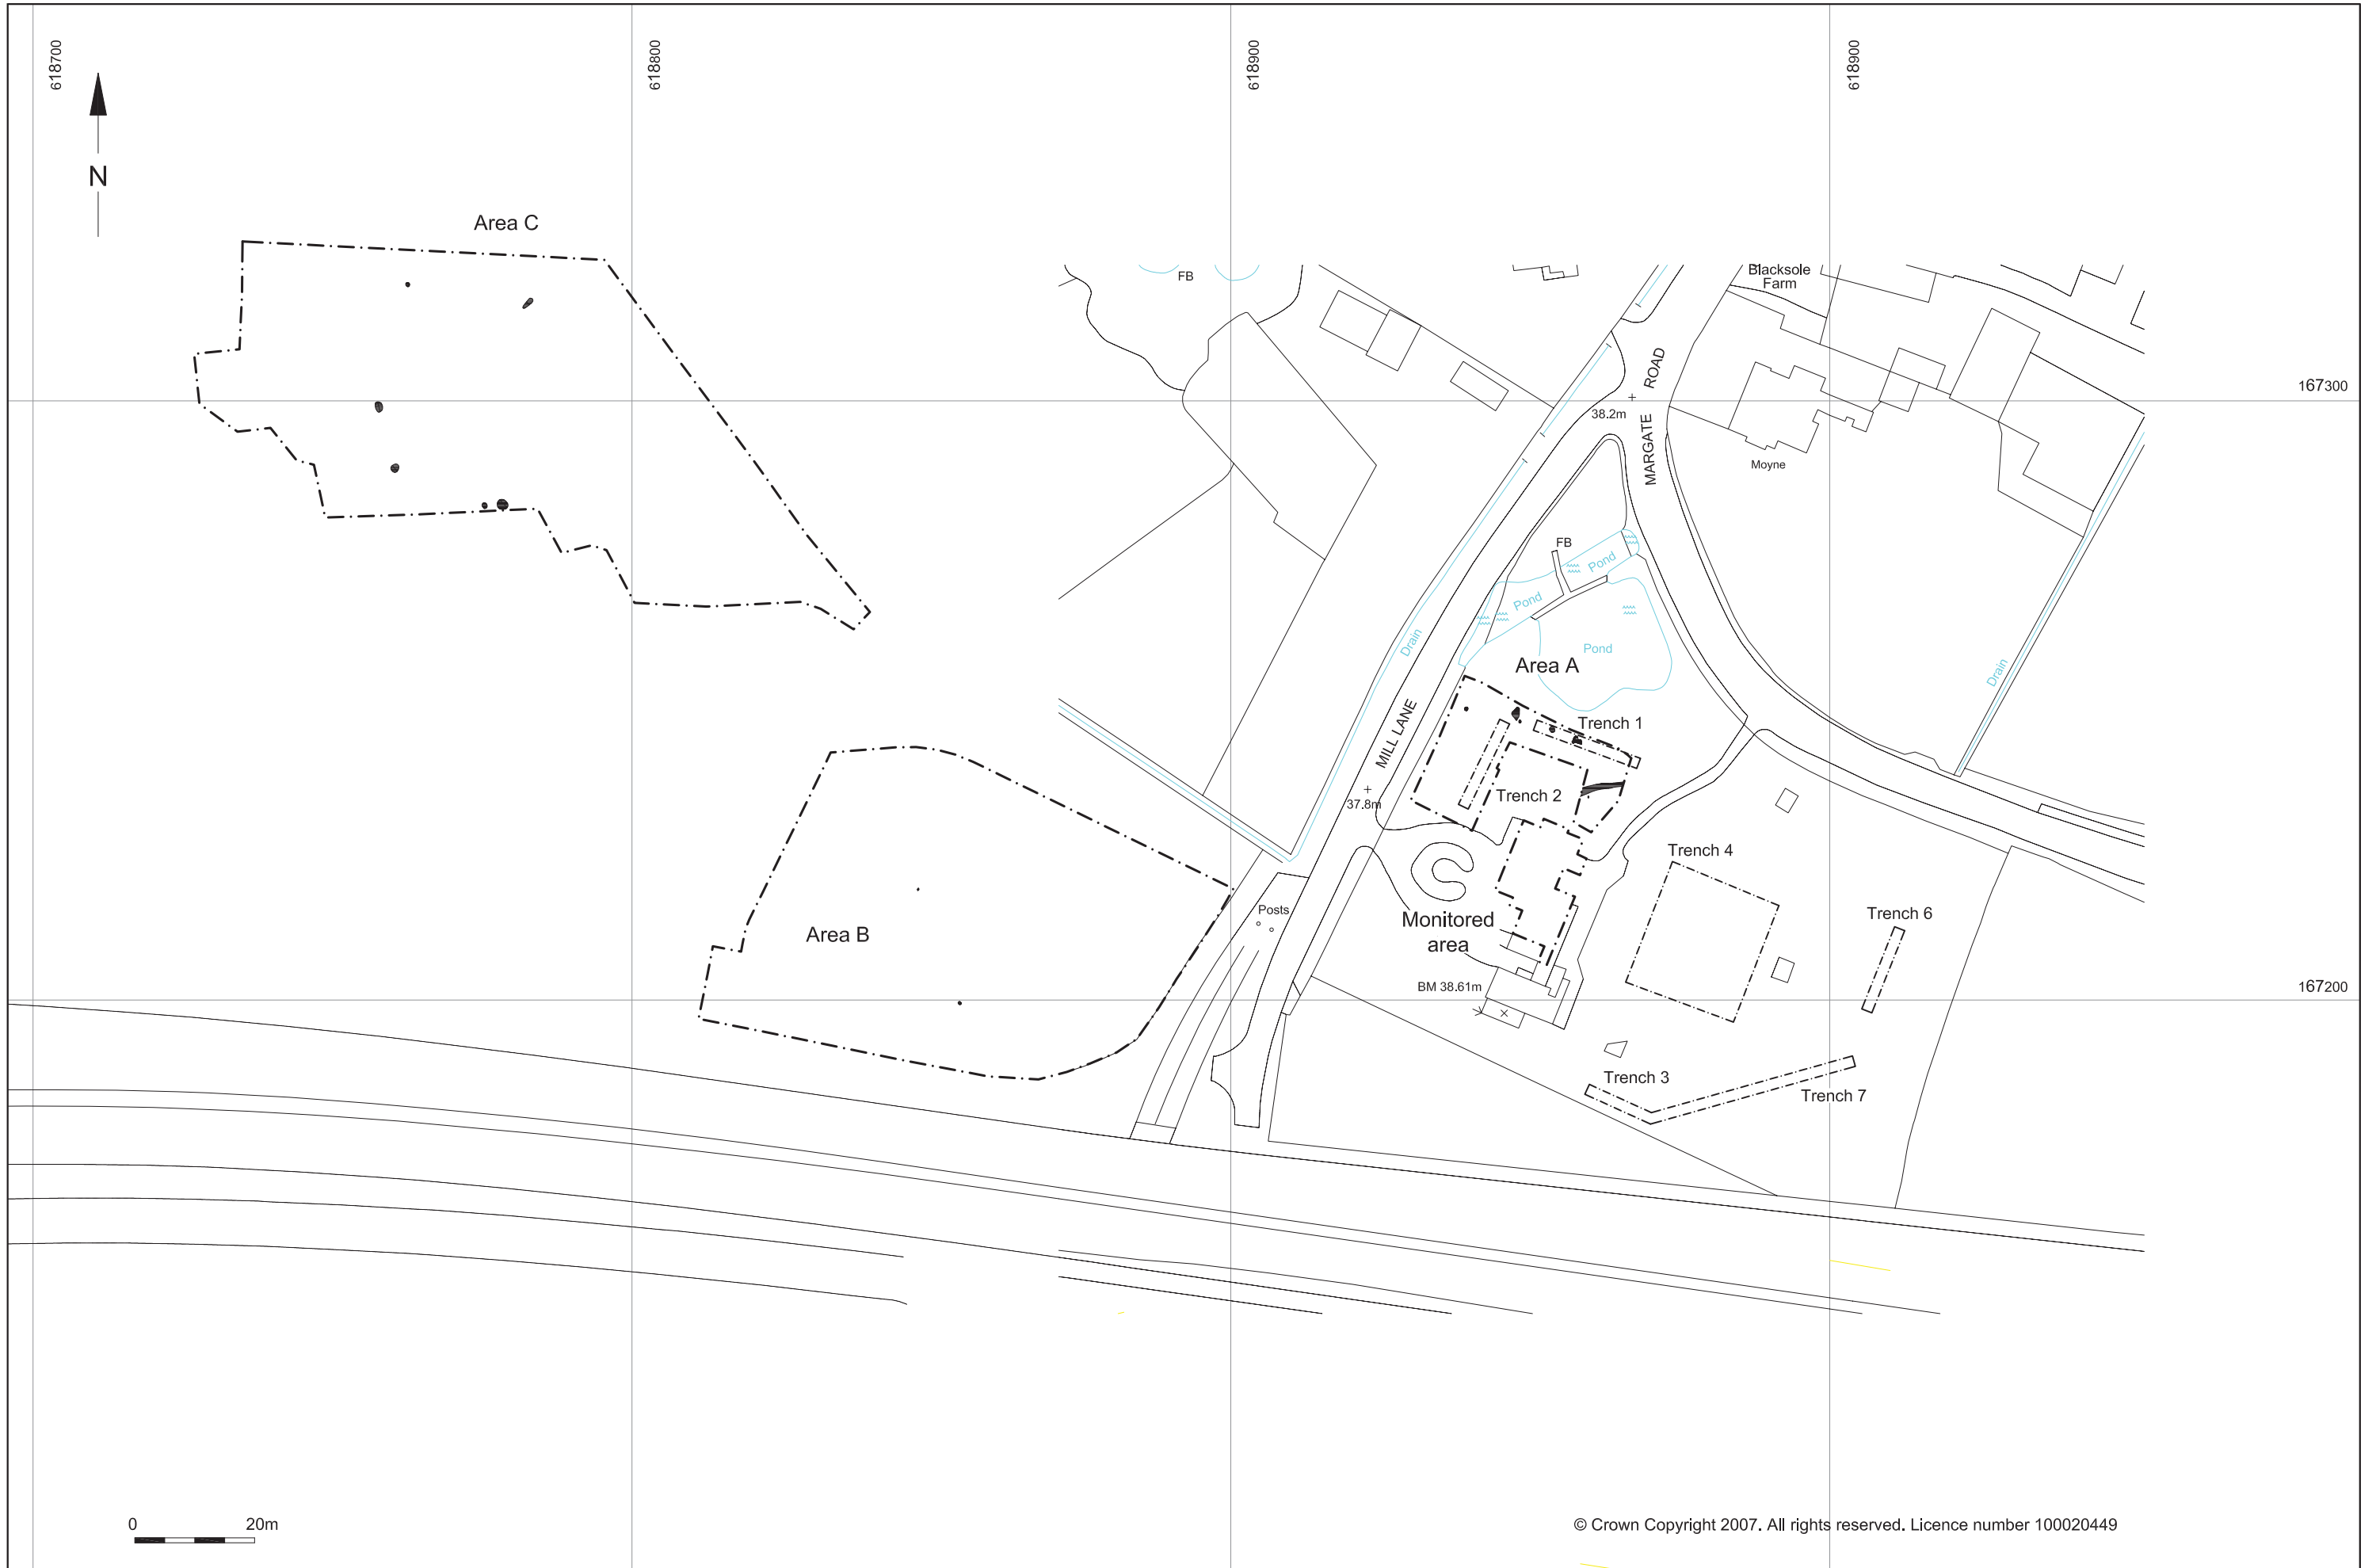 618700
618800
618900
618900
N
Area C
FB
Blacksole
Farm
MARGATE ROAD
167300
38.2m
Moyne
FB
Pond
Pond
Pond
Drain
Drain
Area A
MILL LANE
Trench 1
37.8m
Trench 2
Trench 4
Posts
Monitored
area
Trench 6
Area B
BM 38.61m
167200
Trench 3
Trench 7
0 20m
© Crown Copyright 2007. All rights reserved. Licence number 100020449